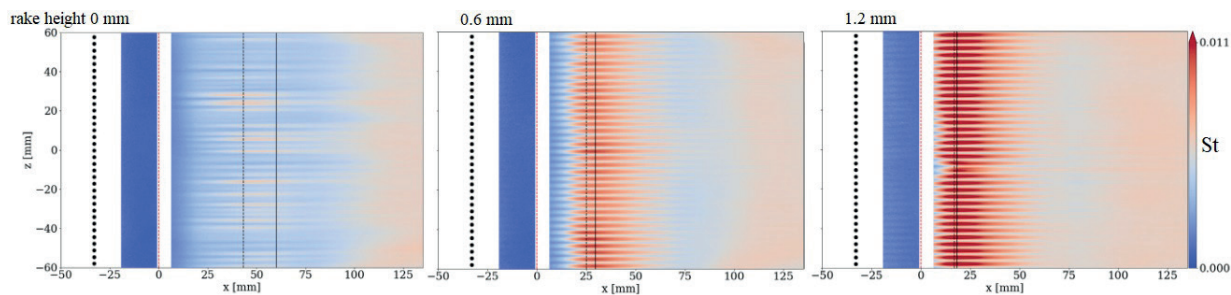 rake height 0 mm
0.6 mm
1.2 mm
60
40
20
0
−20
−40
−60
z [mm]
−50 −25 0 25 50 75 100 125
x [mm]
−50 −25 0 25 50 75 100 125
x [mm]
−50 −25 0 25 50 75 100 125
x [mm]
0.011
St
0.000